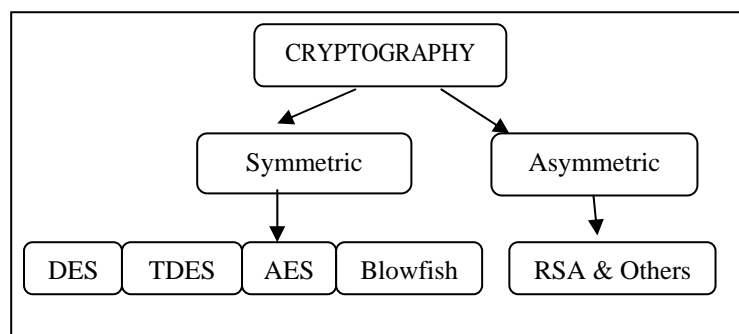 CRYPTOGRAPHY
Symmetric
Asymmetric
DES
TDES
AES
Blowfish
RSA & Others